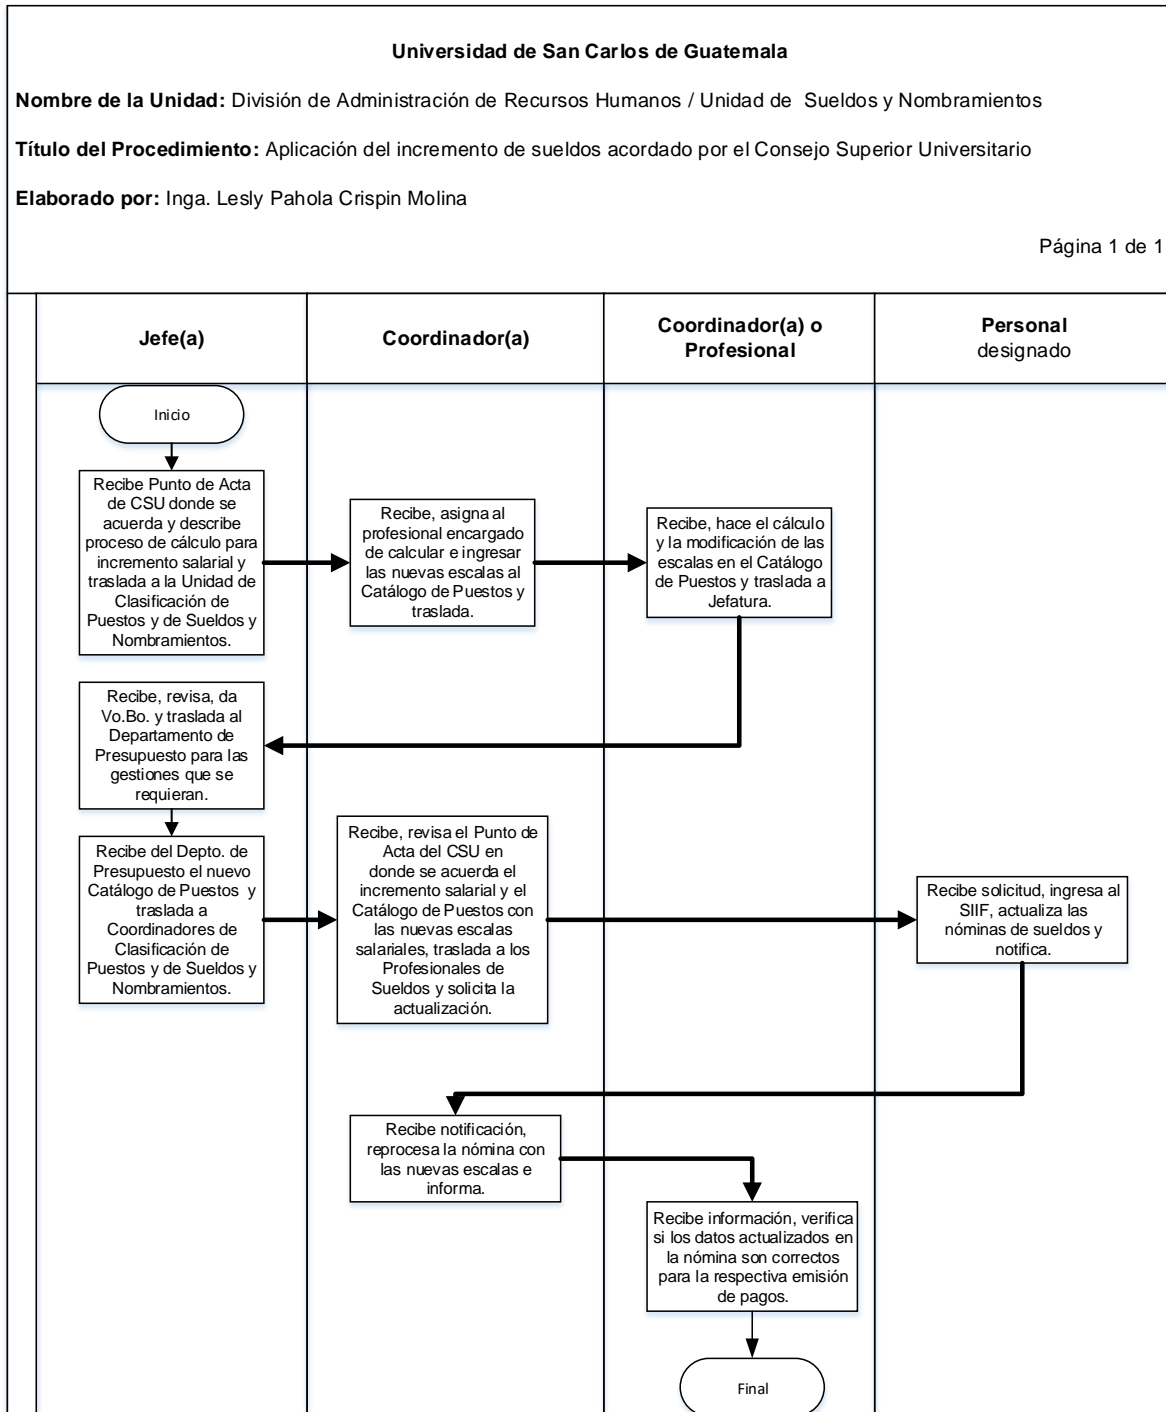 Universidad de San Carlos de Guatemala
Nombre de la Unidad: División de Administración de Recursos Humanos / Unidad de Sueldos y Nombramientos
Título del Procedimiento: Aplicación del incremento de sueldos acordado por el Consejo Superior Universitario
Elaborado por: Inga. Lesly Pahola Crispin Molina
Página 1 de 1
Jefe(a)
Coordinador(a)
Coordinador(a) o
Profesional
Personal
designado
Inicio
Recibe Punto de Acta
de CSU donde se
acuerda y describe
proceso de cálculo para
incremento salarial y
traslada a la Unidad de
Clasificación de
Puestos y de Sueldos y
Nombramientos.
Recibe, asigna al
profesional encargado
de calcular e ingresar
las nuevas escalas al
Catálogo de Puestos y
traslada.
Recibe, hace el cálculo
y la modificación de las
escalas en el Catálogo
de Puestos y traslada a
Jefatura.
Recibe, revisa, da
Vo.Bo. y traslada al
Departamento de
Presupuesto para las
gestiones que se
requieran.
Recibe del Depto. de
Presupuesto el nuevo
Catálogo de Puestos y
traslada a
Coordinadores de
Clasificación de
Puestos y de Sueldos y
Nombramientos.
Recibe, revisa el Punto de
Acta del CSU en
donde se acuerda el
incremento salarial y el
Catálogo de Puestos con
las nuevas escalas
salariales, traslada a los
Profesionales de
Sueldos y solicita la
actualización.
Recibe solicitud, ingresa al
SIIF, actualiza las
nóminas de sueldos y
notifica.
Recibe notificación,
reprocesa la nómina con
las nuevas escalas e
informa.
Recibe información, verifica
si los datos actualizados en
la nómina son correctos
para la respectiva emisión
de pagos.
Final